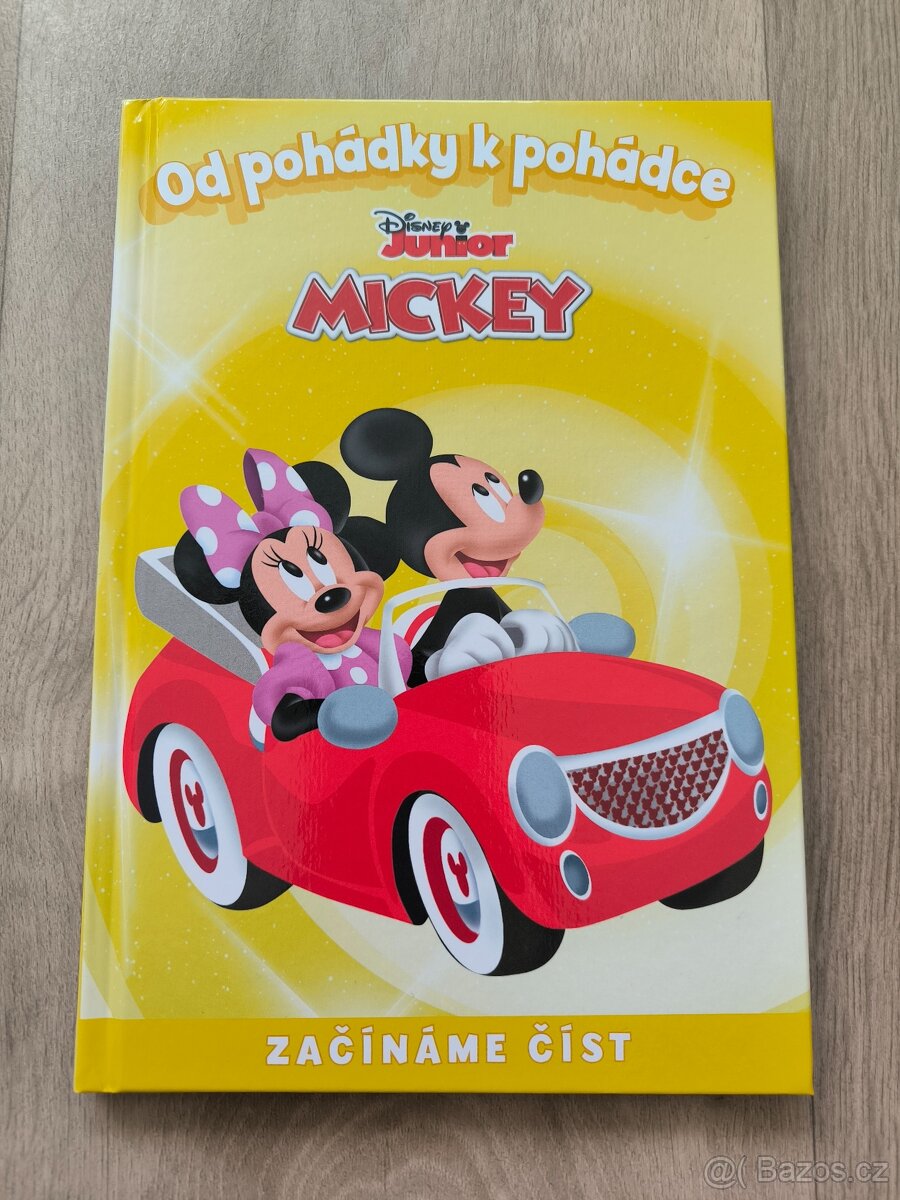 Od pohádky k pohádce
Disney
Junior
MICKEY
ZAČÍNÁME ČÍST
@( Bazos.cz